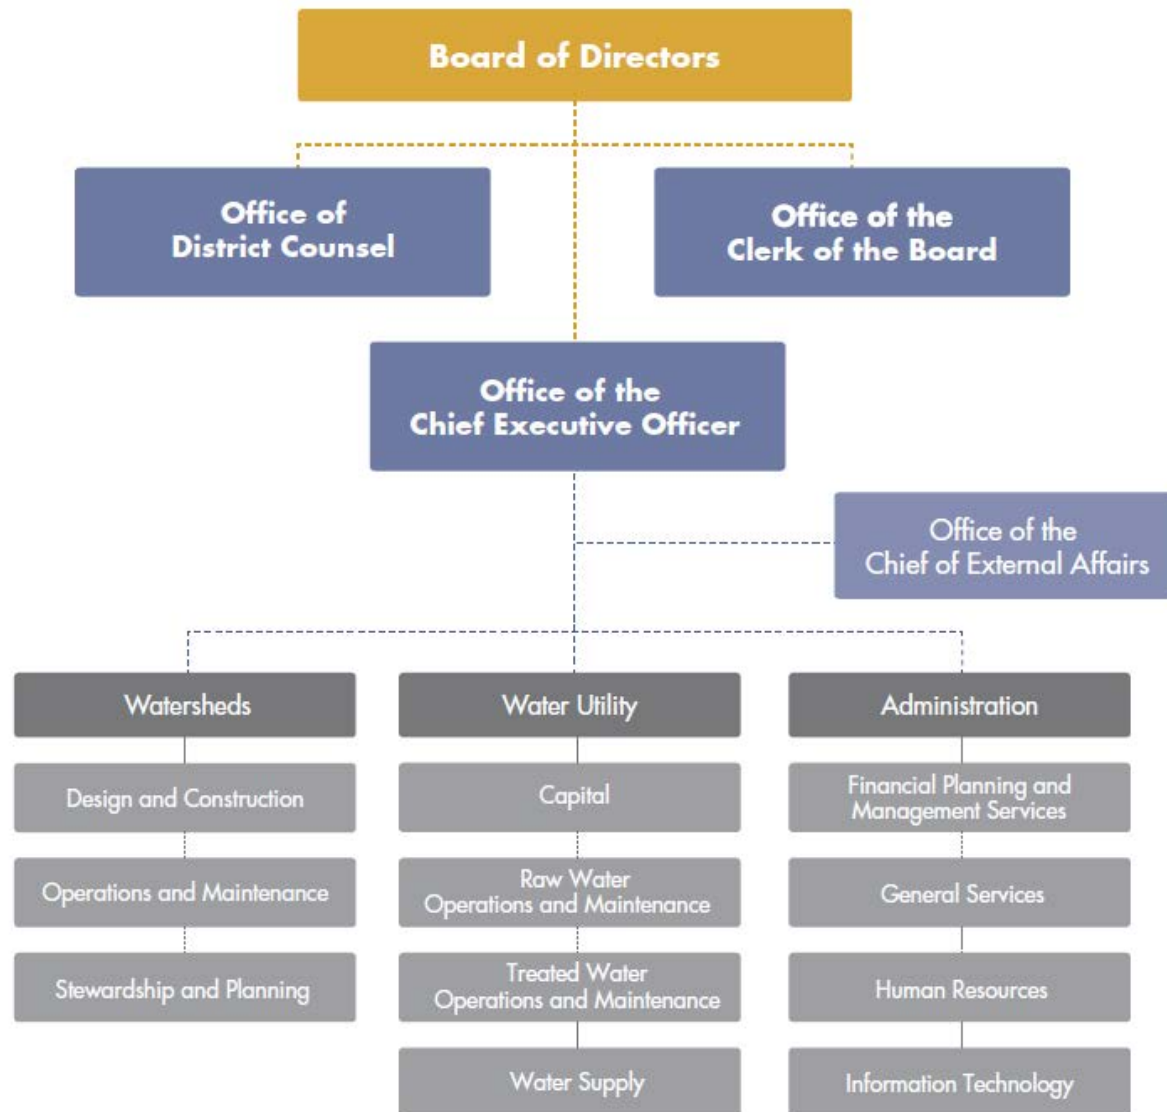 Board of Directors
Office of
District Counsel
Office of the
Clerk of the Board
Office of the
Chief Executive Officer
Office of the
Chief of External Affairs
Watersheds
Design and Construction
Operations and Maintenance
Stewardship and Planning
Water Utility
Capital
Raw Water
Operations and Maintenance
Treated Water
Operations and Maintenance
Water Supply
Administration
Financial Planning and
Management Services
General Services
Human Resources
Information Technology